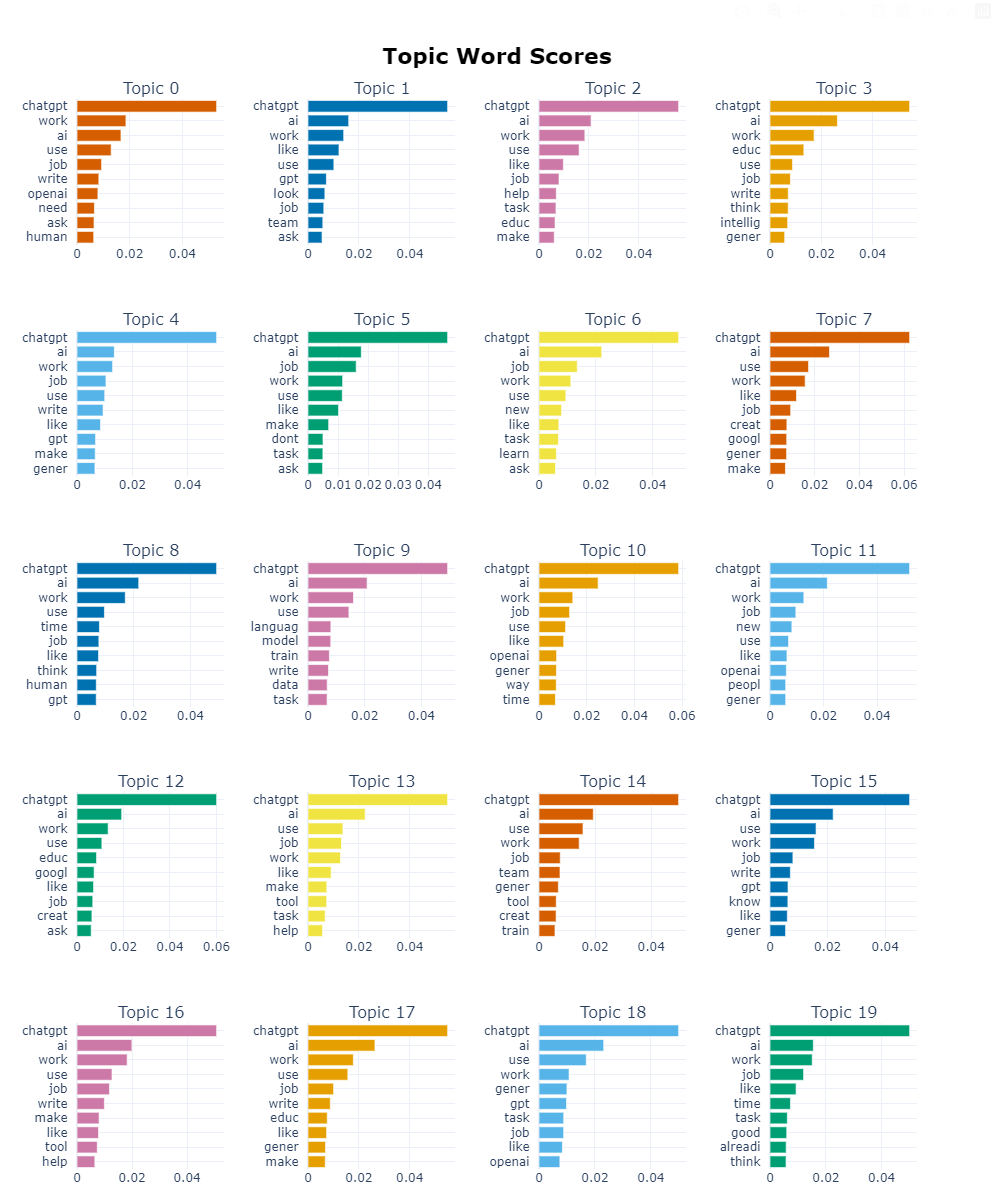 Topic Word Scores
Topic 0
chatgpt
work
ai
use
job
write
openai
need
ask
human
0 0.02 0.04
Topic 1
chatgpt
ai
work
like
use
gpt
look
job
team
ask
0 0.02 0.04
Topic 2
chatgpt
ai
work
use
like
job
help
task
educ
make
0 0.02 0.04
Topic 3
chatgpt
ai
work
educ
use
job
write
think
intellig
gener
0 0.02 0.04
Topic 4
chatgpt
ai
work
job
use
write
like
gpt
make
gener
0 0.02 0.04
Topic 5
chatgpt
ai
job
work
use
like
make
dont
task
ask
0 0.01 0.02 0.03 0.04
Topic 6
chatgpt
ai
job
work
use
new
like
task
learn
ask
0 0.02 0.04
Topic 7
chatgpt
ai
use
work
like
job
creat
googl
gener
make
0 0.02 0.04 0.06
Topic 8
chatgpt
ai
work
use
time
job
like
think
human
gpt
0 0.02 0.04
Topic 9
chatgpt
ai
work
use
languag
model
train
write
data
task
0 0.02 0.04
Topic 10
chatgpt
ai
work
job
use
like
openai
gener
way
time
0 0.02 0.04 0.06
Topic 11
chatgpt
ai
work
job
new
use
like
openai
peopl
gener
0 0.02 0.04
Topic 12
chatgpt
ai
work
use
educ
googl
like
job
creat
ask
0 0.02 0.04 0.06
Topic 13
chatgpt
ai
use
job
work
like
make
tool
task
help
0 0.02 0.04
Topic 14
chatgpt
ai
use
work
job
team
gener
tool
creat
train
0 0.02 0.04
Topic 15
chatgpt
ai
use
work
job
write
gpt
know
like
gener
0 0.02 0.04
Topic 16
chatgpt
ai
work
use
job
write
make
like
tool
help
0 0.02 0.04
Topic 17
chatgpt
ai
work
use
job
write
educ
like
gener
make
0 0.02 0.04
Topic 18
chatgpt
ai
use
work
gener
gpt
task
job
like
openai
0 0.02 0.04
Topic 19
chatgpt
ai
work
job
like
time
task
good
alreadi
think
0 0.02 0.04